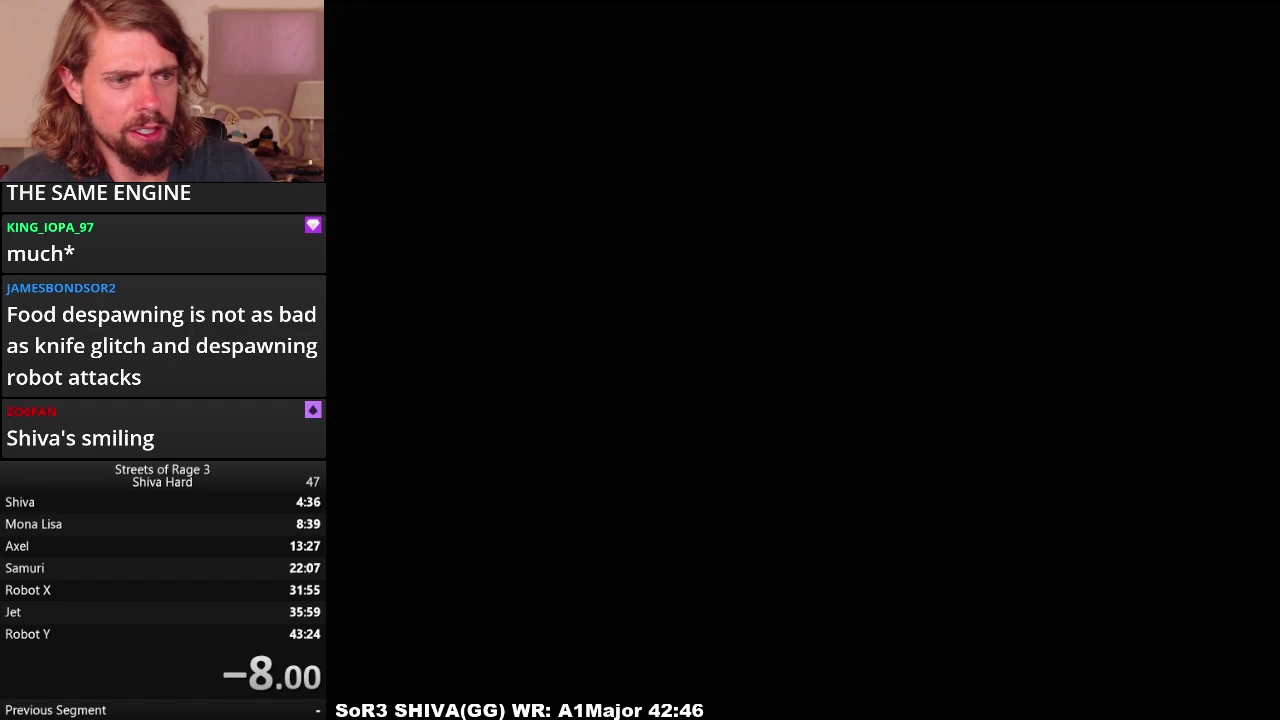 THE SAME ENGINE
KING_IOPA_97
much*
JAMESBONDSOR2
Food despawning is not as bad
as knife glitch and despawning
robot attacks
ZO6FAN
Shiva's smiling
Streets of Rage 3
Shiva Hard 47
Shiva 4:36
Mona Lisa 8:39
Axel 13:27
Samuri 22:07
Robot X 31:55
Jet 35:59
Robot Y 43:24
−8.00
Previous Segment -
SoR3 SHIVA(GG) WR: A1Major 42:46